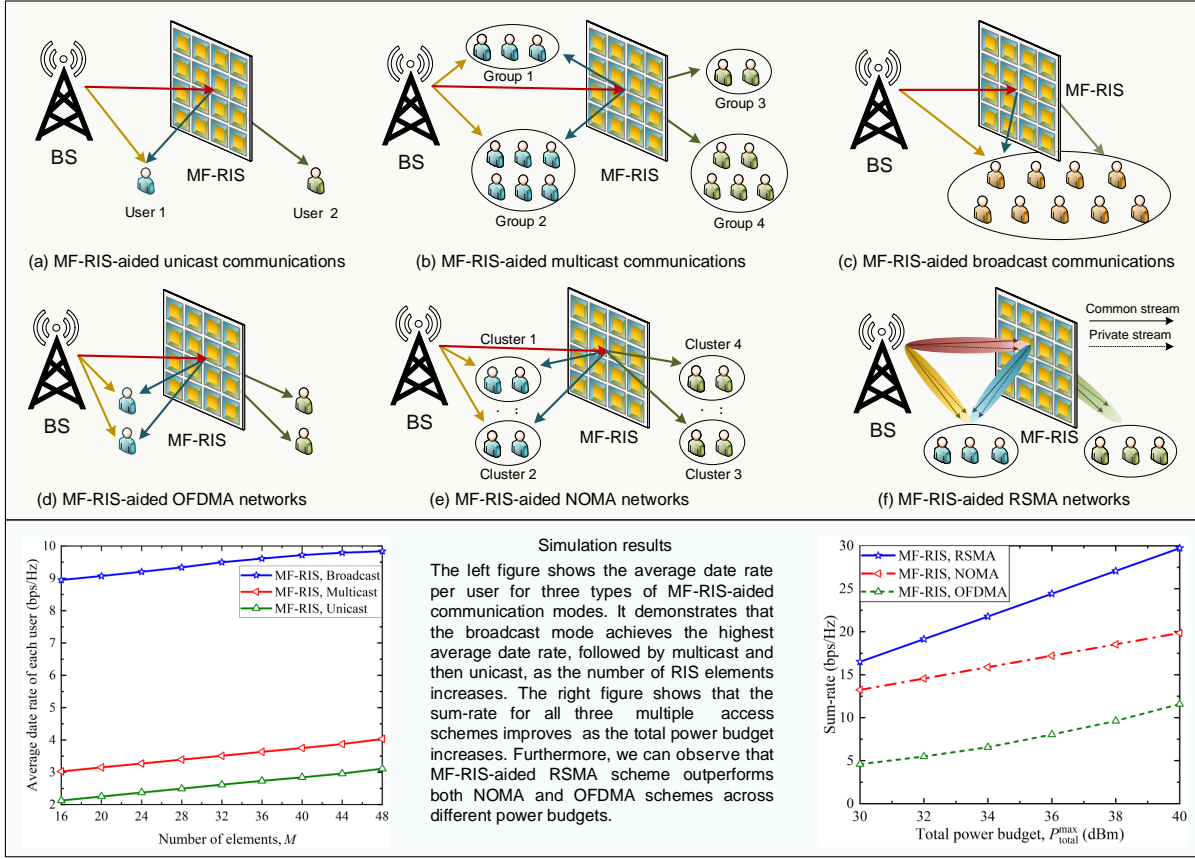 BS
MF-RIS
User 1
User 2
(a) MF-RIS-aided unicast communications
BS
Group 1
Group 2
MF-RIS
Group 3
Group 4
(b) MF-RIS-aided multicast communications
BS
MF-RIS
(c) MF-RIS-aided broadcast communications
BS
MF-RIS
(d) MF-RIS-aided OFDMA networks
BS
Cluster 1
Cluster 2
MF-RIS
Cluster 4
Cluster 3
. .
. .
(e) MF-RIS-aided NOMA networks
BS
MF-RIS
Common stream
Private stream
(f) MF-RIS-aided RSMA networks
Average date rate of each user (bps/Hz)
10
9
8
7
6
5
4
3
2
MF-RIS, Broadcast
MF-RIS, Multicast
MF-RIS, Unicast
16 20 24 28 32 36 40 44 48
Number of elements, M
Simulation results
The left figure shows the average date rate
per user for three types of MF-RIS-aided
communication modes. It demonstrates that
the broadcast mode achieves the highest
average date rate, followed by multicast and
then unicast, as the number of RIS elements
increases. The right figure shows that the
sum-rate for all three multiple access
schemes improves as the total power budget
increases. Furthermore, we can observe that
MF-RIS-aided RSMA scheme outperforms
both NOMA and OFDMA schemes across
different power budgets.
Sum-rate (bps/Hz)
30
25
20
15
10
5
0
MF-RIS, RSMA
MF-RIS, NOMA
MF-RIS, OFDMA
30 32 34 36 38 40
Total power budget, P_total^max (dBm)